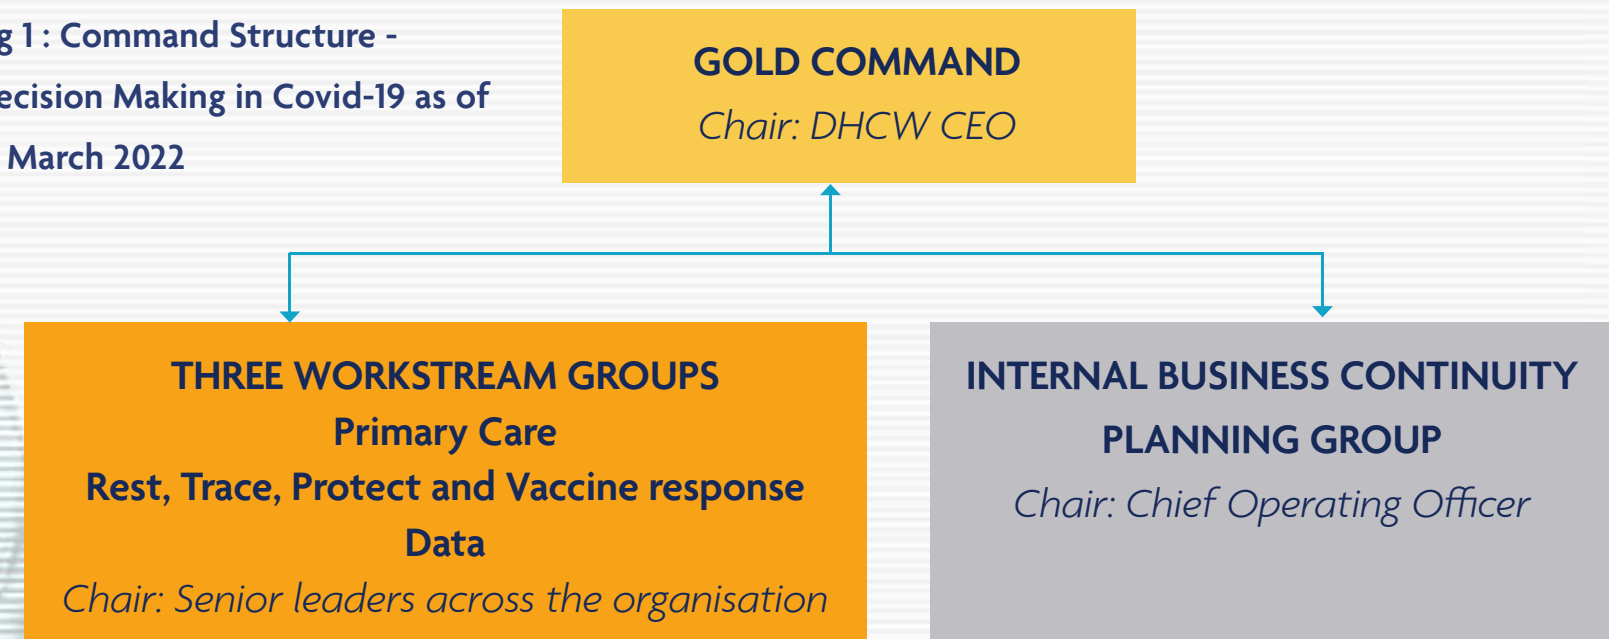 g 1: Command Structure -
ecision Making in Covid-19 as of
March 2022
GOLD COMMAND
Chair: DHCW CEO
THREE WORKSTREAM GROUPS
Primary Care
Rest, Trace, Protect and Vaccine response
Data
Chair: Senior leaders across the organisation
INTERNAL BUSINESS CONTINUITY
PLANNING GROUP
Chair: Chief Operating Officer